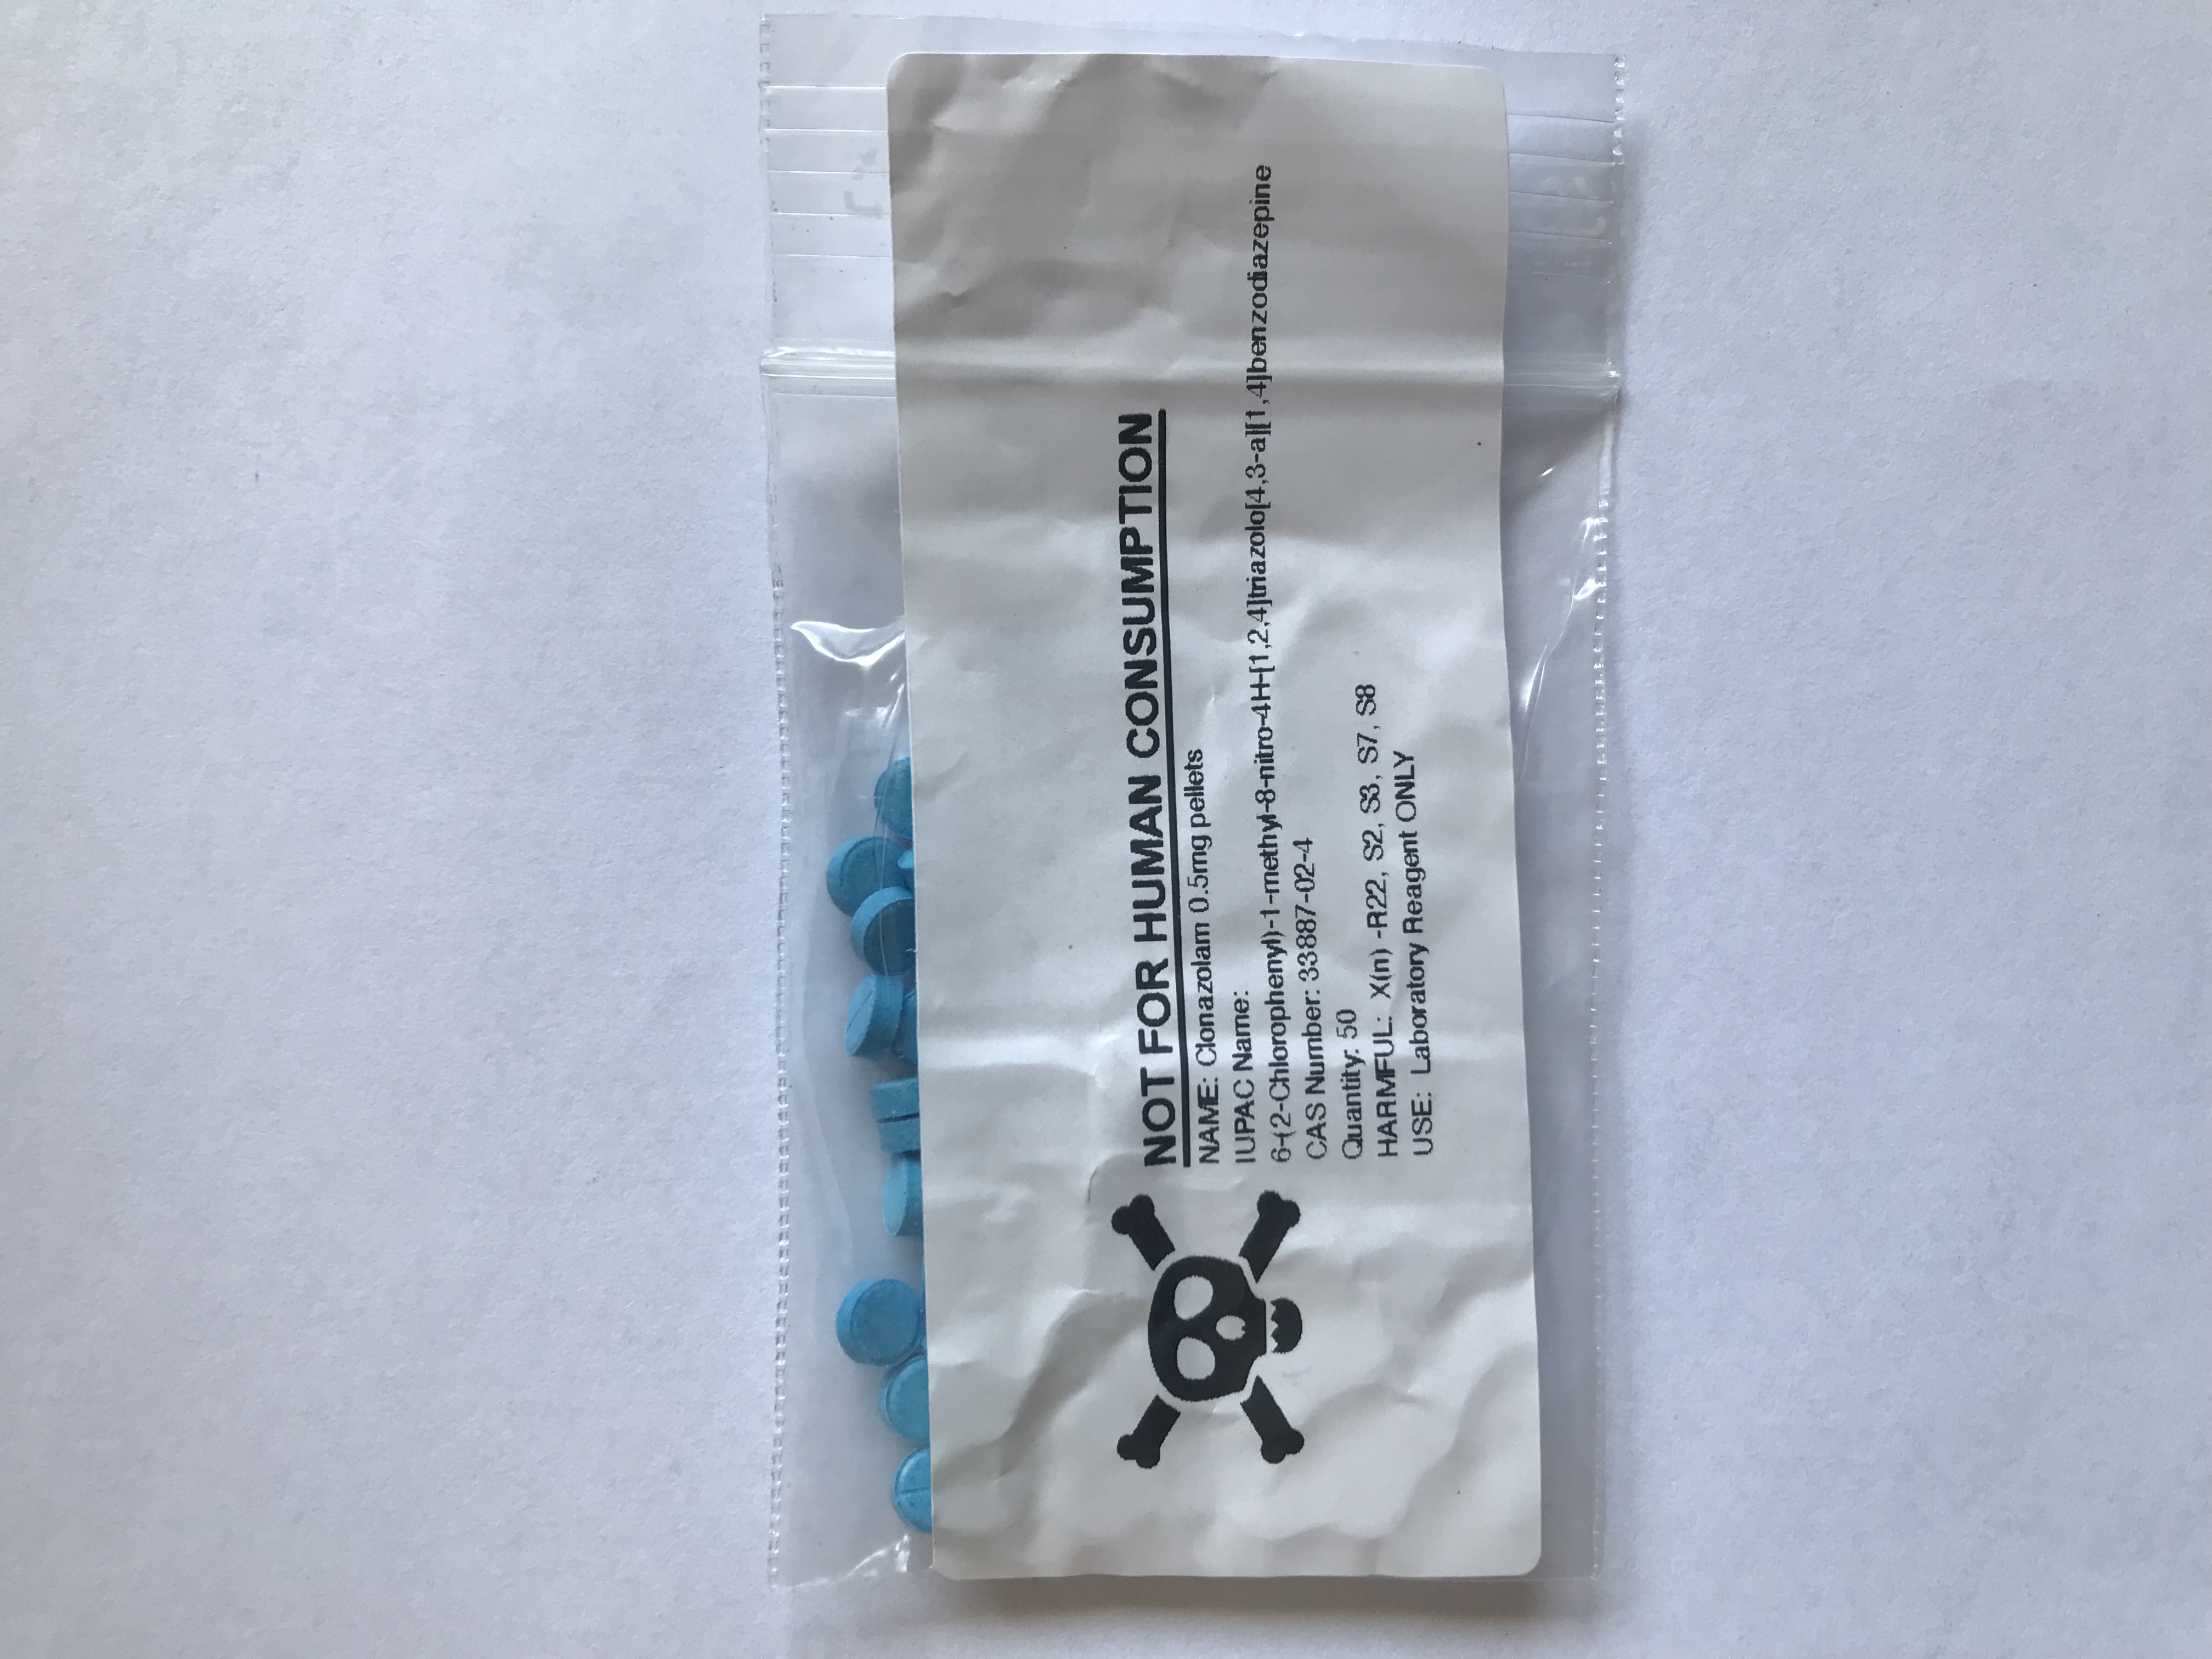 NOT FOR HUMAN CONSUMPTION
NAME: Clonazolam 0.5mg pellets
IUPAC Name:
6-(2-Chlorophenyl)-1-methyl-8-nitro-4H-[1,2,4]triazolo[4,3-a][1,4]benzodiazepine
CAS Number: 33887-02-4
Quantity: 50
HARMFUL: X(n) -R22, S2, S3, S7, S8
USE: Laboratory Reagent ONLY